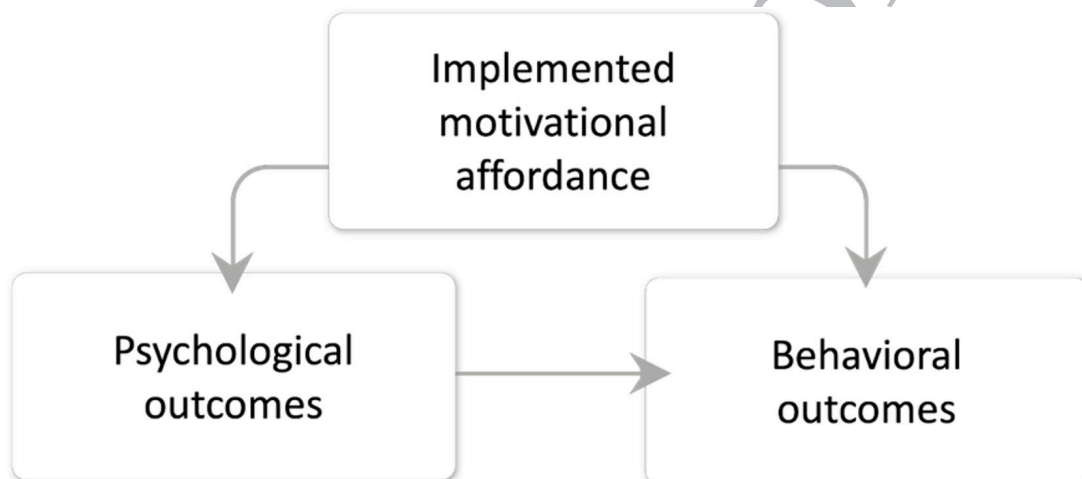 Implemented
motivational
affordance
Psychological
outcomes
Behavioral
outcomes